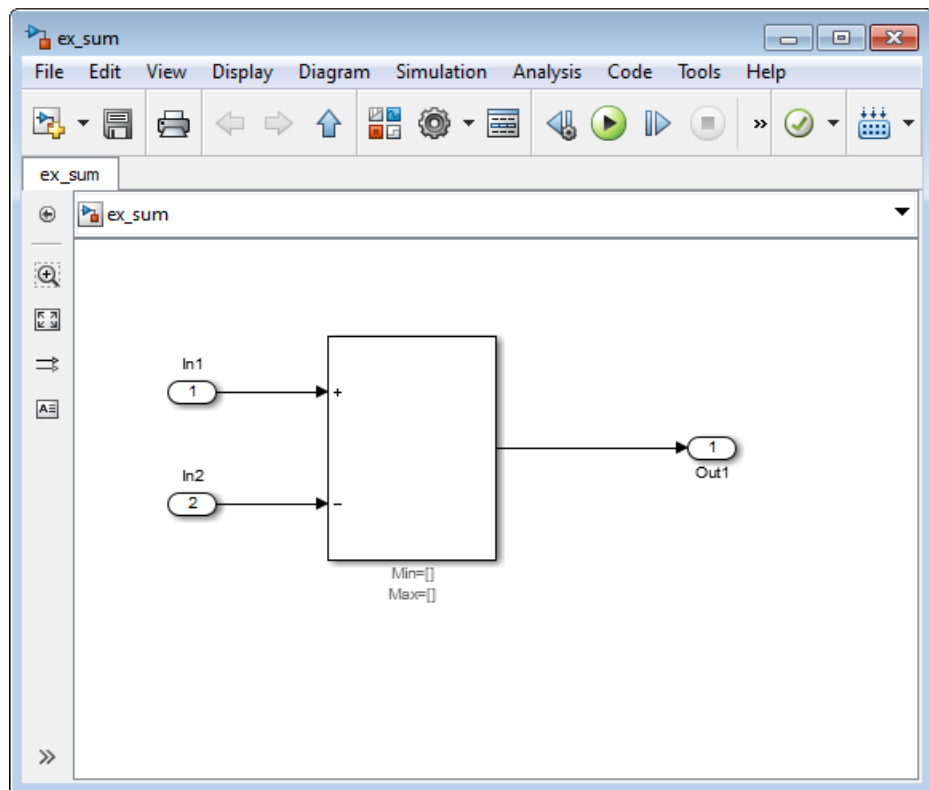 ex_sum
File Edit View Display Diagram Simulation Analysis Code Tools Help
»
ex_sum
ex_sum
In1
1
+
1
Out1
In2
2
−
Min=[]
Max=[]
»